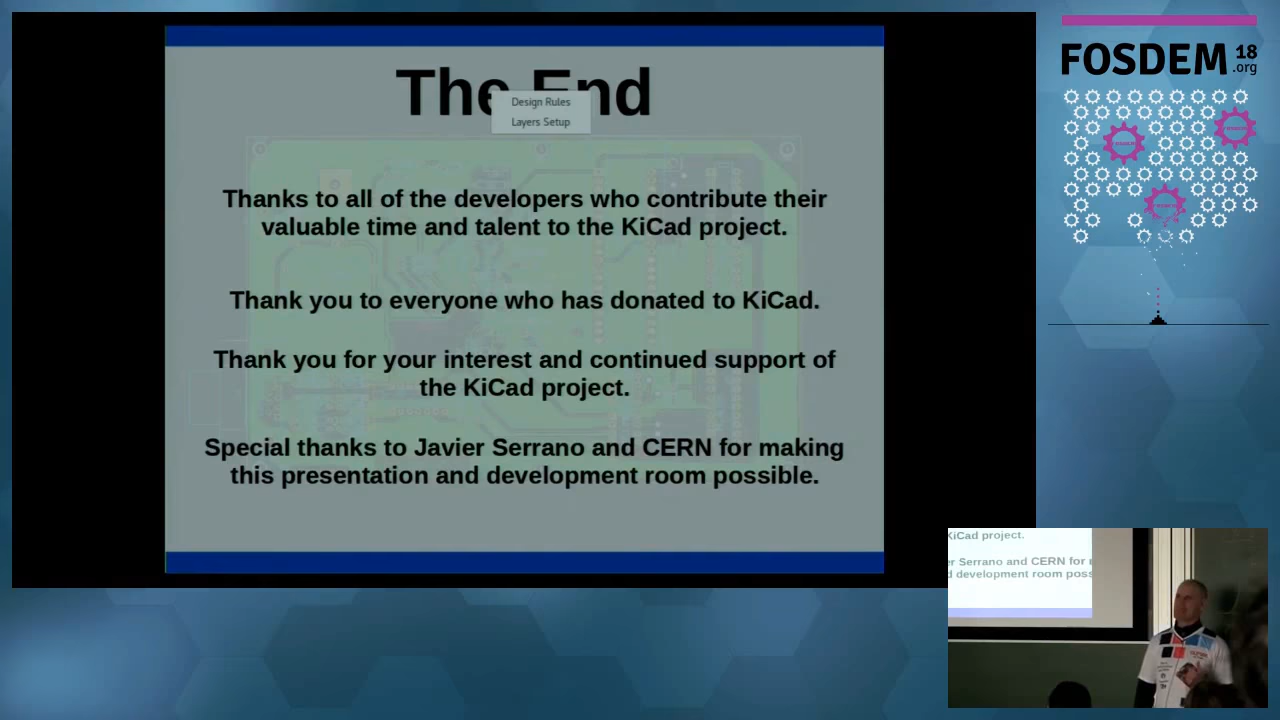 The End
Design Rules
Layers Setup
Thanks to all of the developers who contribute their
valuable time and talent to the KiCad project.
Thank you to everyone who has donated to KiCad.
Thank you for your interest and continued support of
the KiCad project.
Special thanks to Javier Serrano and CERN for making
this presentation and development room possible.
FOSDEM 18
.org
KiCad project.
Serrano and CERN for
development room